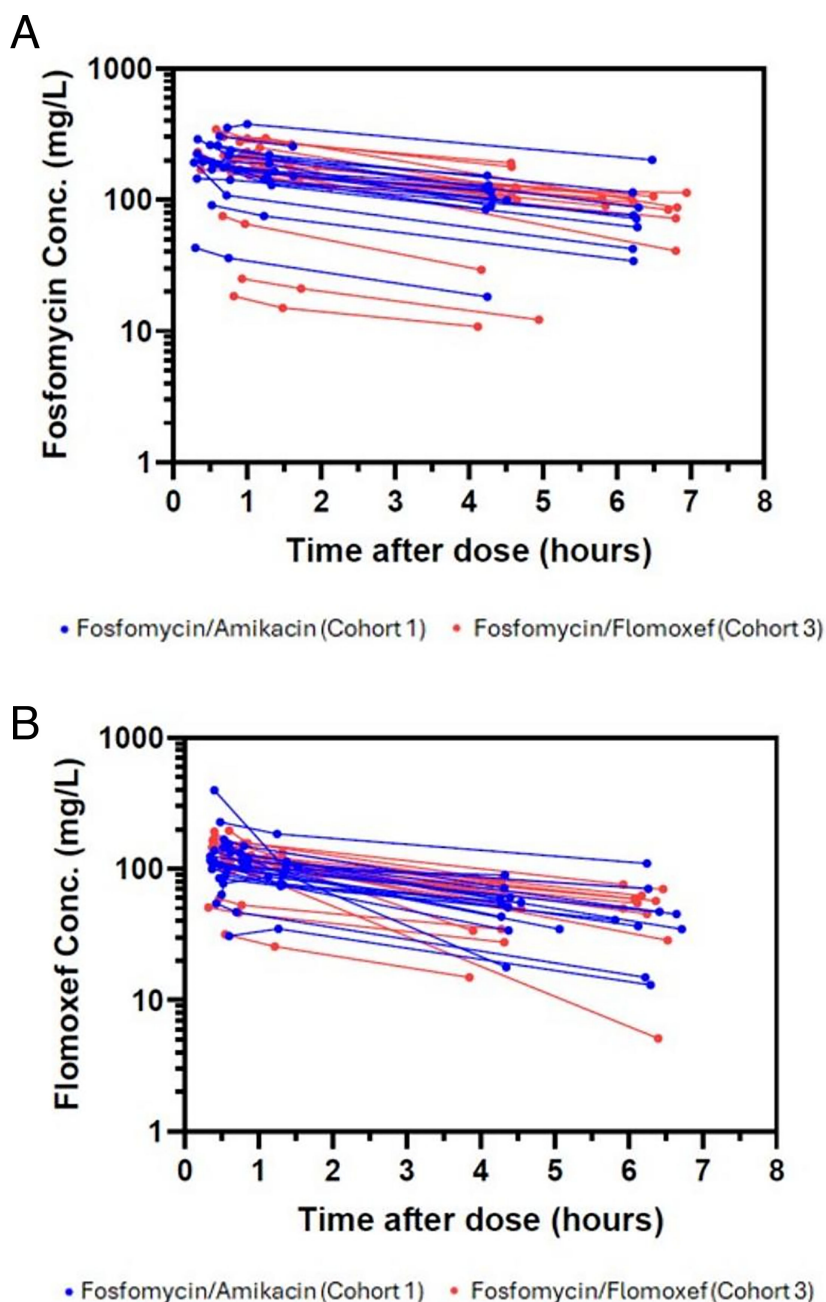 A
1000
100
10
1
Fosfomycin Conc. (mg/L)
0 1 2 3 4 5 6 7 8
Time after dose (hours)
Fosfomycin/Amikacin (Cohort 1) Fosfomycin/Flomoxef (Cohort 3)
B
1000
100
10
1
Flomoxef Conc. (mg/L)
0 1 2 3 4 5 6 7 8
Time after dose (hours)
Fosfomycin/Amikacin (Cohort 1) Fosfomycin/Flomoxef (Cohort 3)